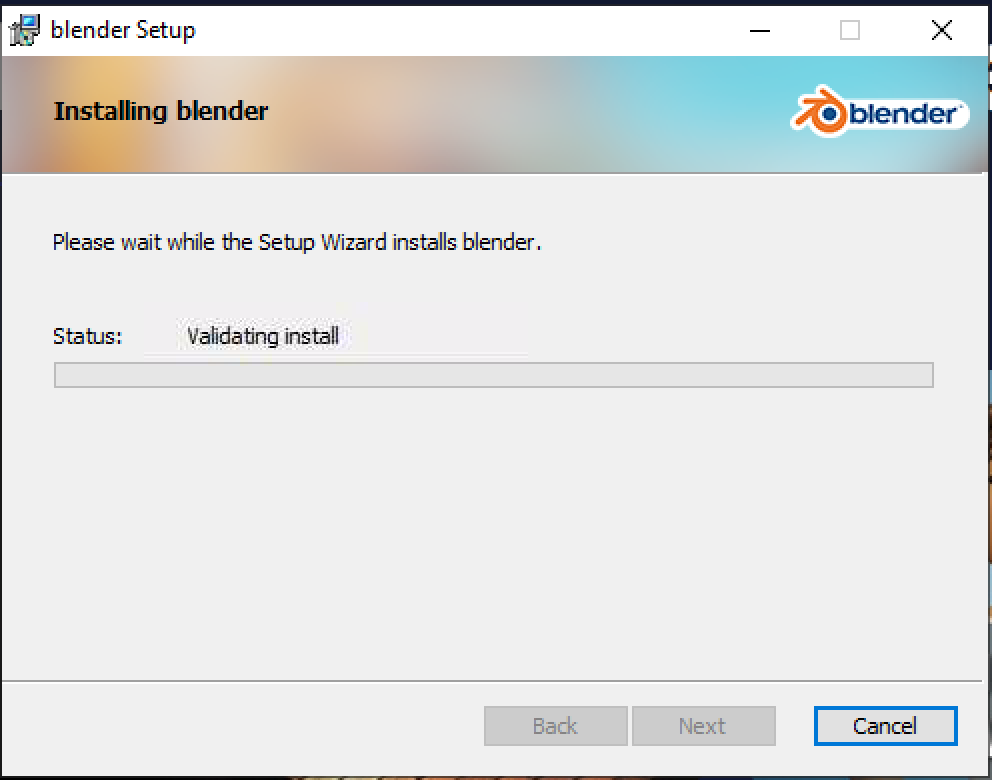 blender Setup
Installing blender
blender
Please wait while the Setup Wizard installs blender.
Status: Validating install
Back Next Cancel